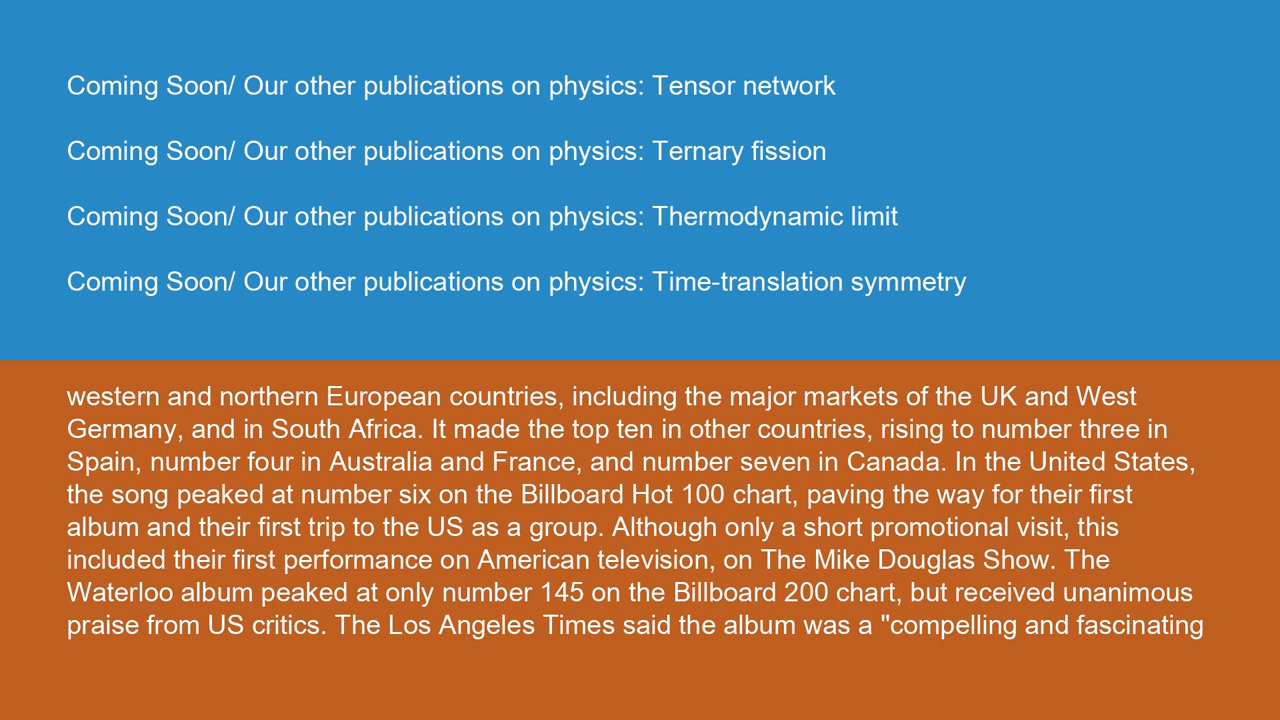 Coming Soon/ Our other publications on physics: Tensor network
Coming Soon/ Our other publications on physics: Ternary fission
Coming Soon/ Our other publications on physics: Thermodynamic limit
Coming Soon/ Our other publications on physics: Time-translation symmetry
western and northern European countries, including the major markets of the UK and West
Germany, and in South Africa. It made the top ten in other countries, rising to number three in
Spain, number four in Australia and France, and number seven in Canada. In the United States,
the song peaked at number six on the Billboard Hot 100 chart, paving the way for their first
album and their first trip to the US as a group. Although only a short promotional visit, this
included their first performance on American television, on The Mike Douglas Show. The
Waterloo album peaked at only number 145 on the Billboard 200 chart, but received unanimous
praise from US critics. The Los Angeles Times said the album was a "compelling and fascinating